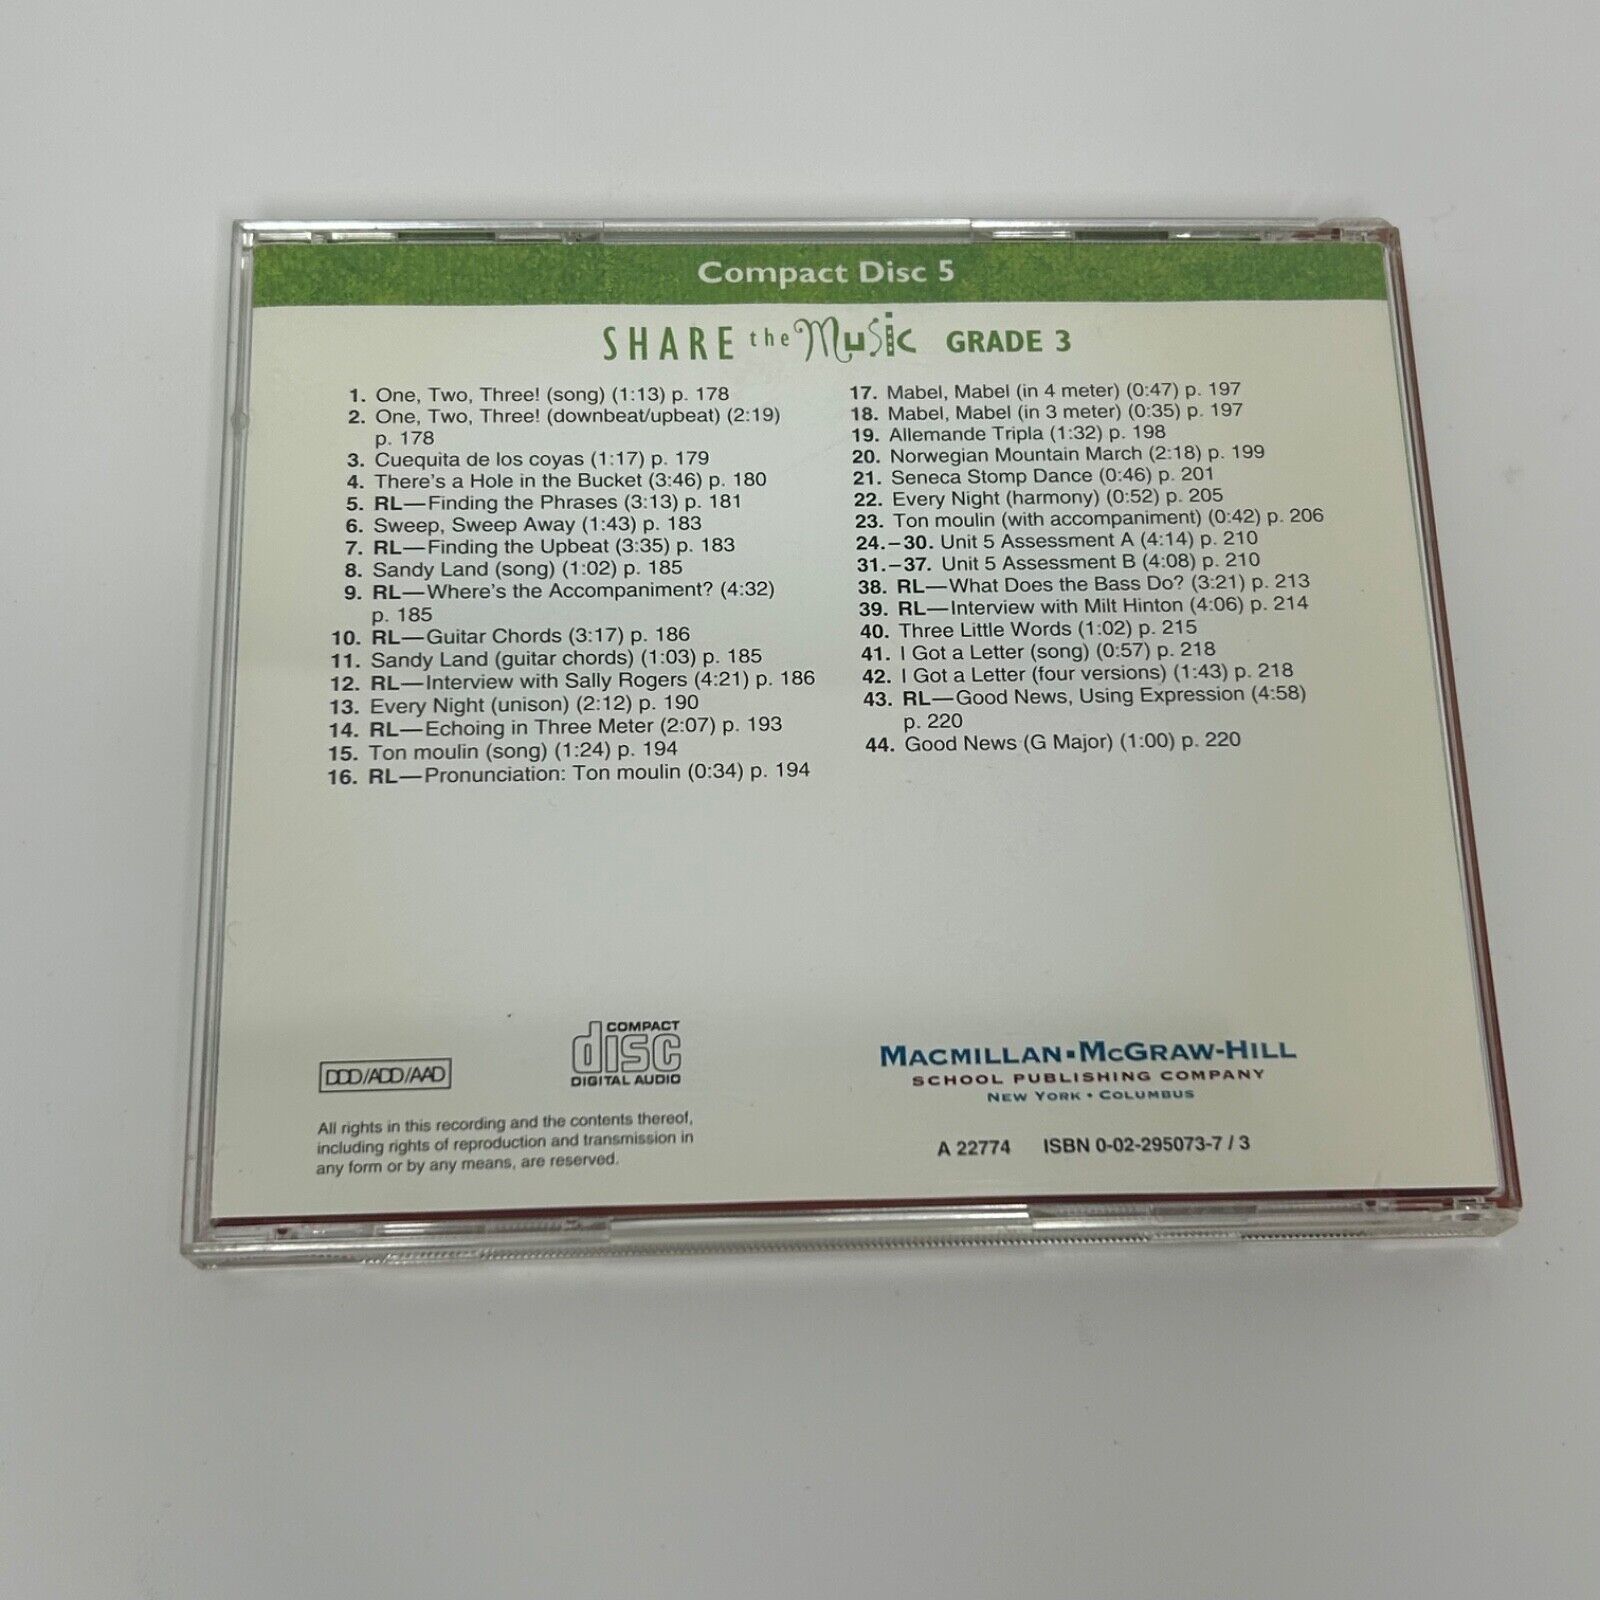 Compact Disc 5
SHARE the MUSiC GRADE 3
1. One, Two, Three! (song) (1:13) p. 178
2. One, Two, Three! (downbeat/upbeat) (2:19)
p. 178
3. Cuequita de los coyas (1:17) p. 179
4. There's a Hole in the Bucket (3:46) p. 180
5. RL—Finding the Phrases (3:13) p. 181
6. Sweep, Sweep Away (1:43) p. 183
7. RL—Finding the Upbeat (3:35) p. 183
8. Sandy Land (song) (1:02) p. 185
9. RL—Where's the Accompaniment? (4:32)
p. 185
10. RL—Guitar Chords (3:17) p. 186
11. Sandy Land (guitar chords) (1:03) p. 185
12. RL—Interview with Sally Rogers (4:21) p. 186
13. Every Night (unison) (2:12) p. 190
14. RL—Echoing in Three Meter (2:07) p. 193
15. Ton moulin (song) (1:24) p. 194
16. RL—Pronunciation: Ton moulin (0:34) p. 194
17. Mabel, Mabel (in 4 meter) (0:47) p. 197
18. Mabel, Mabel (in 3 meter) (0:35) p. 197
19. Allemande Tripla (1:32) p. 198
20. Norwegian Mountain March (2:18) p. 199
21. Seneca Stomp Dance (0:46) p. 201
22. Every Night (harmony) (0:52) p. 205
23. Ton moulin (with accompaniment) (0:42) p. 206
24.–30. Unit 5 Assessment A (4:14) p. 210
31.–37. Unit 5 Assessment B (4:08) p. 210
38. RL—What Does the Bass Do? (3:21) p. 213
39. RL—Interview with Milt Hinton (4:06) p. 214
40. Three Little Words (1:02) p. 215
41. I Got a Letter (song) (0:57) p. 218
42. I Got a Letter (four versions) (1:43) p. 218
43. RL—Good News, Using Expression (4:58)
p. 220
44. Good News (G Major) (1:00) p. 220
DDD/ADD/AAD
COMPACT
disc
DIGITAL AUDIO
All rights in this recording and the contents thereof,
including rights of reproduction and transmission in
any form or by any means, are reserved.
MACMILLAN▪MCGRAW-HILL
SCHOOL PUBLISHING COMPANY
NEW YORK • COLUMBUS
A 22774 ISBN 0-02-295073-7 / 3